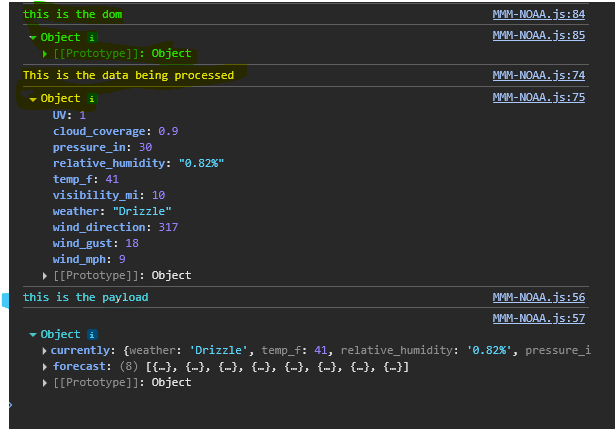 this is the dom MMM-NOAA.js:84
Object i MMM-NOAA.js:85
[[Prototype]]: Object
This is the data being processed MMM-NOAA.js:74
Object i MMM-NOAA.js:75
UV: 1
cloud_coverage: 0.9
pressure_in: 30
relative_humidity: "0.82%"
temp_f: 41
visibility_mi: 10
weather: "Drizzle"
wind_direction: 317
wind_gust: 18
wind_mph: 9
[[Prototype]]: Object
this is the payload MMM-NOAA.js:56
MMM-NOAA.js:57
Object i
currently: {weather: 'Drizzle', temp_f: 41, relative_humidity: '0.82%', pressure_i
forecast: (8) [{…}, {…}, {…}, {…}, {…}, {…}, {…}, {…}]
[[Prototype]]: Object